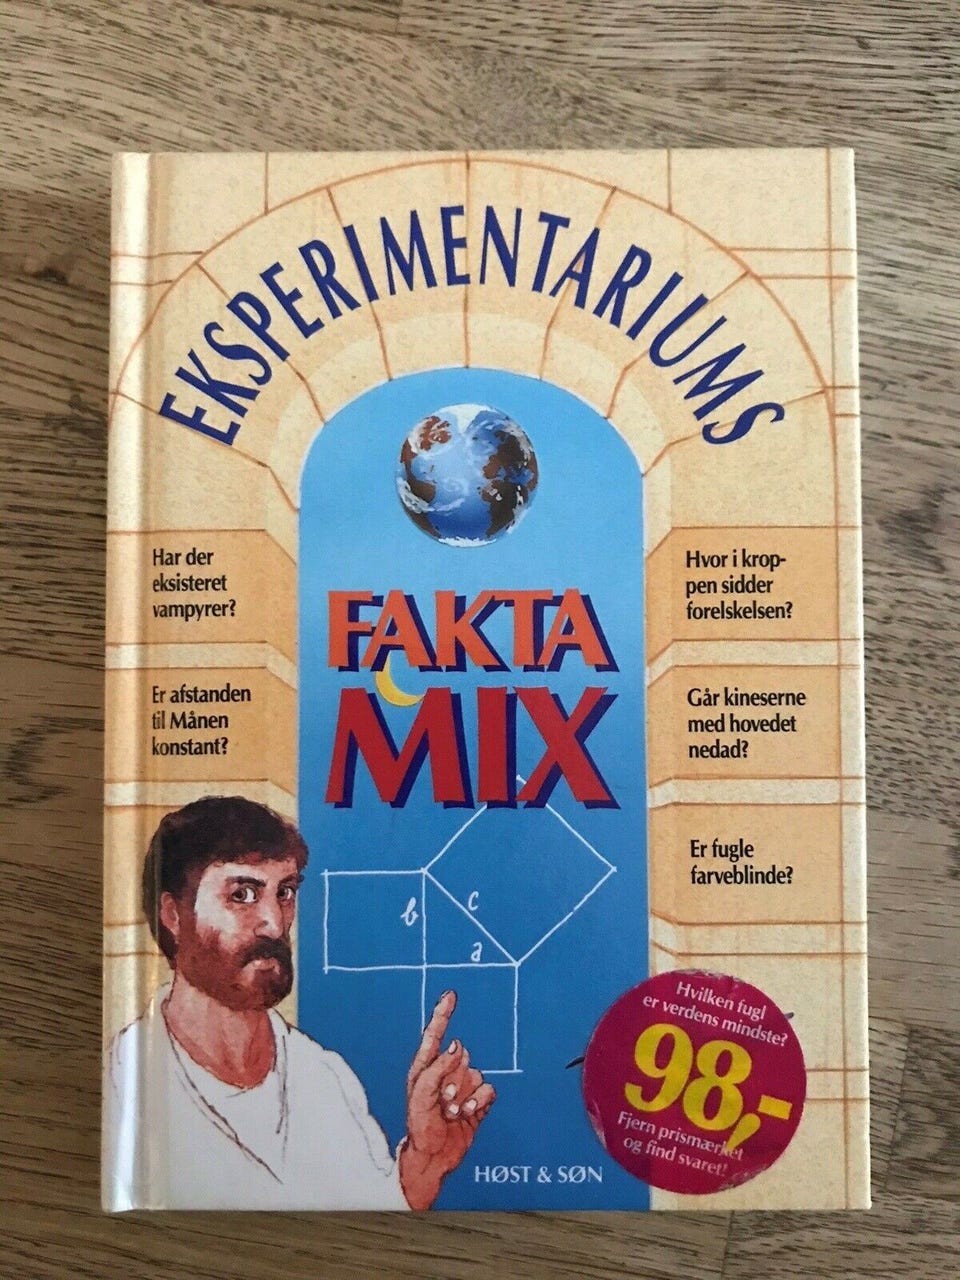 EKSPERIMENTARIUMS
FAKTA
MIX
Har der
eksisteret
vampyrer?
Er afstanden
til Månen
konstant?
Hvor i krop-
pen sidder
forelskelsen?
Går kineserne
med hovedet
nedad?
Er fugle
farveblinde?
b
c
a
Hvilken fugl
er verdens mindste?
98,-
Fjern prismærket
og find svaret!
HØST & SØN